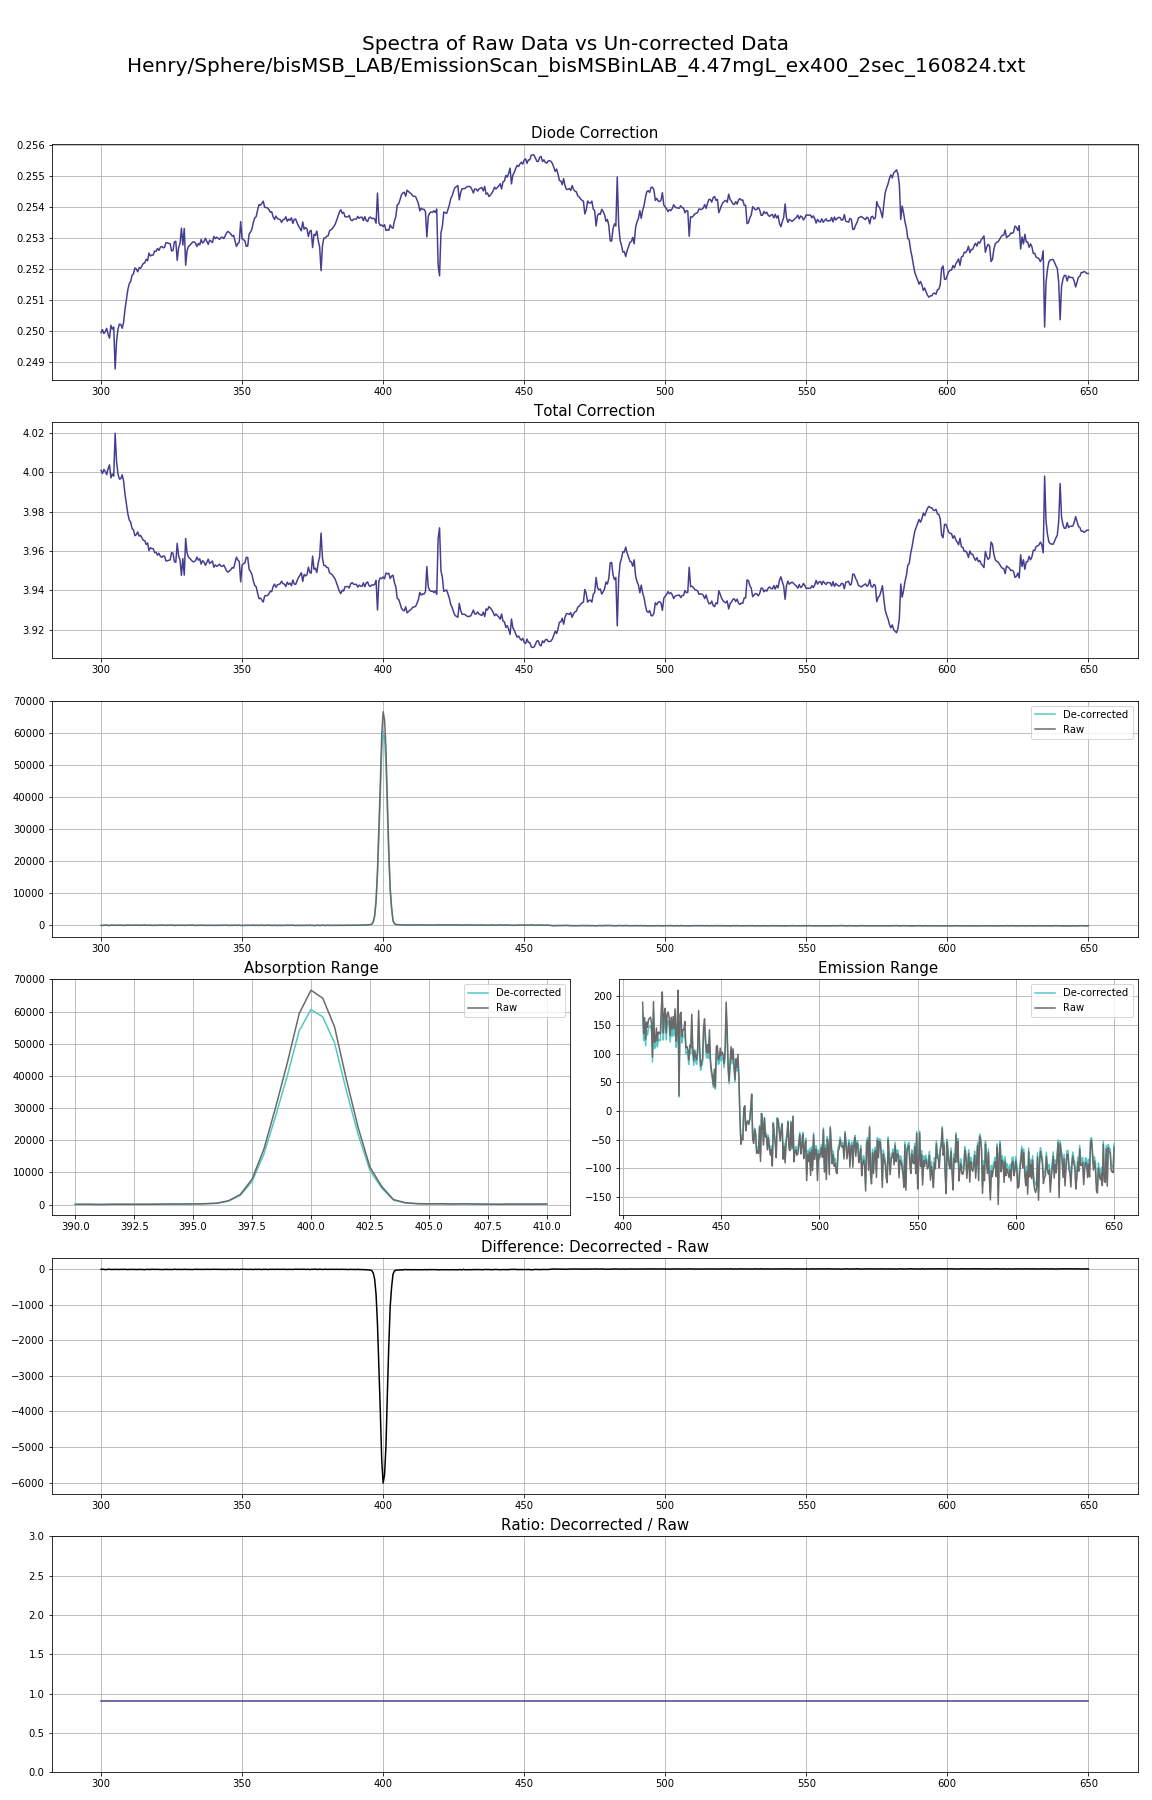 Spectra of Raw Data vs Un-corrected Data
Henry/Sphere/bisMSB_LAB/EmissionScan_bisMSBinLAB_4.47mgL_ex400_2sec_160824.txt
Diode Correction
0.256
0.255
0.254
0.253
0.252
0.251
0.250
0.249
300 350 400 450 500 550 600 650
Total Correction
4.02
4.00
3.98
3.96
3.94
3.92
300 350 400 450 500 550 600 650
70000
60000
50000
40000
30000
20000
10000
0
De-corrected
Raw
300 350 400 450 500 550 600 650
Absorption Range
70000
60000
50000
40000
30000
20000
10000
0
De-corrected
Raw
390.0 392.5 395.0 397.5 400.0 402.5 405.0 407.5 410.0
Emission Range
200
150
100
50
0
−50
−100
−150
De-corrected
Raw
400 450 500 550 600 650
Difference: Decorrected - Raw
0
−1000
−2000
−3000
−4000
−5000
−6000
300 350 400 450 500 550 600 650
Ratio: Decorrected / Raw
3.0
2.5
2.0
1.5
1.0
0.5
0.0
300 350 400 450 500 550 600 650